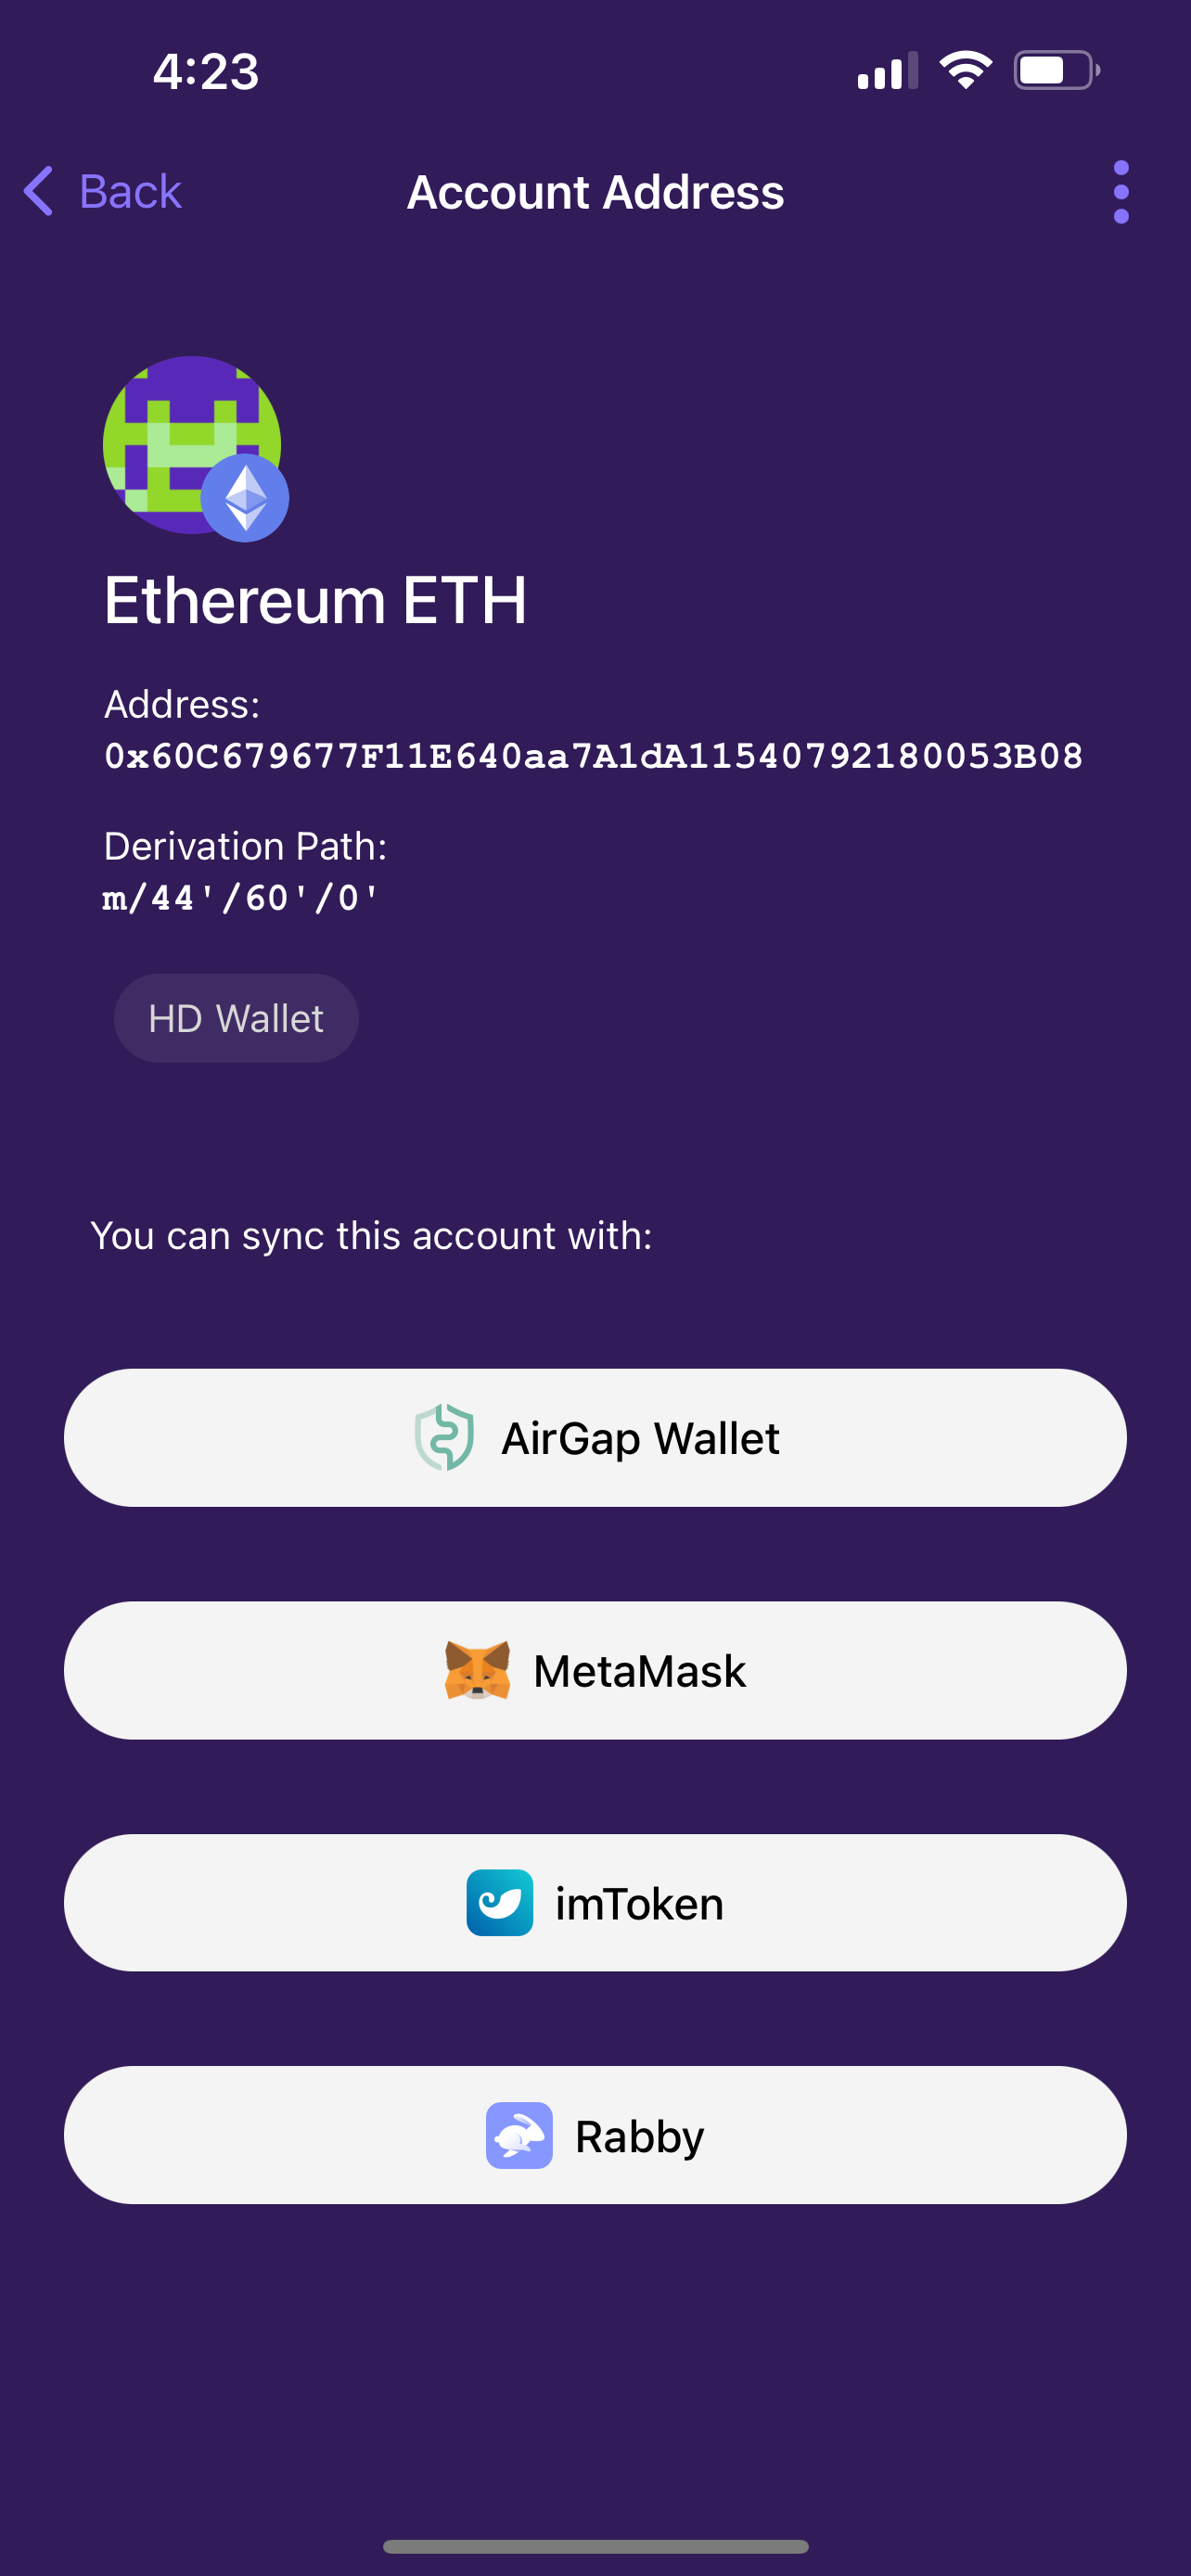 4:23
Back
Account Address
Ethereum ETH
Address:
0x60C679677F11E640aa7A1dA11540792180053B08
Derivation Path:
m/44'/60'/0'
HD Wallet
You can sync this account with:
AirGap Wallet
MetaMask
imToken
Rabby